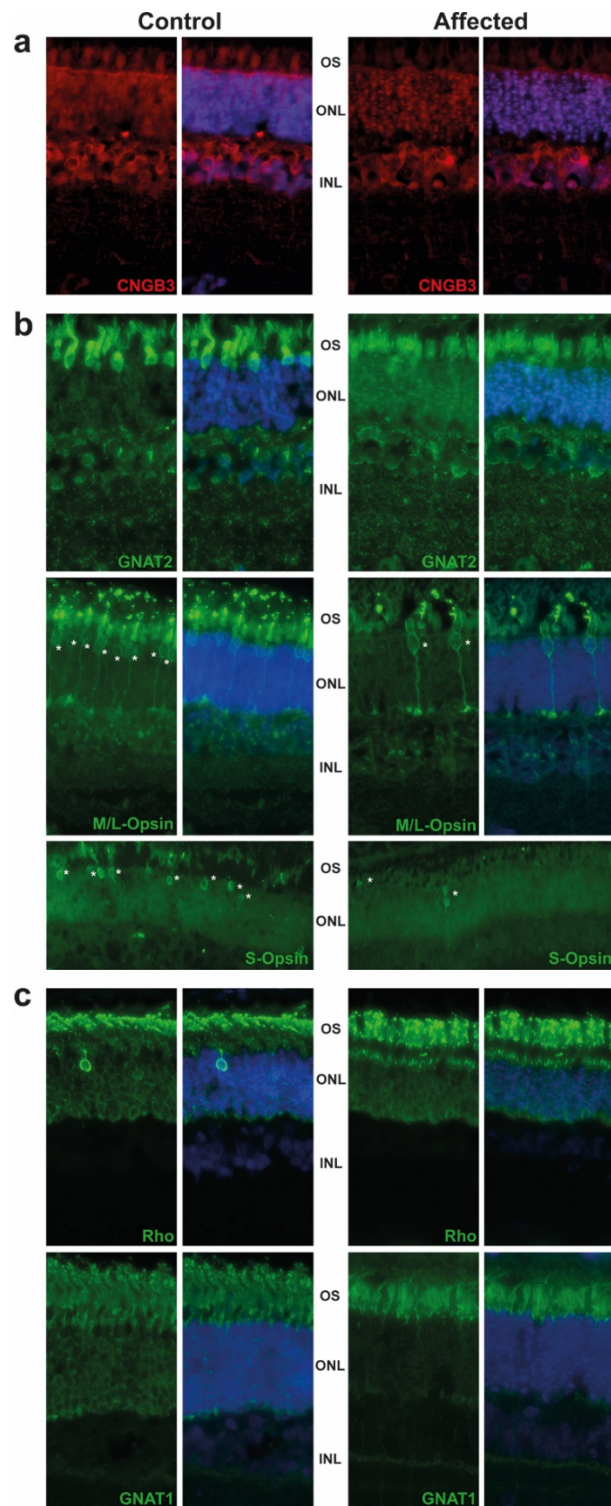 Control Affected
a
OS
ONL
INL
CNGB3 CNGB3
b
OS
ONL
INL
GNAT2 GNAT2
OS
ONL
INL
M/L-Opsin M/L-Opsin
OS
ONL
S-Opsin S-Opsin
c
OS
ONL
INL
Rho Rho
OS
ONL
INL
GNAT1 GNAT1